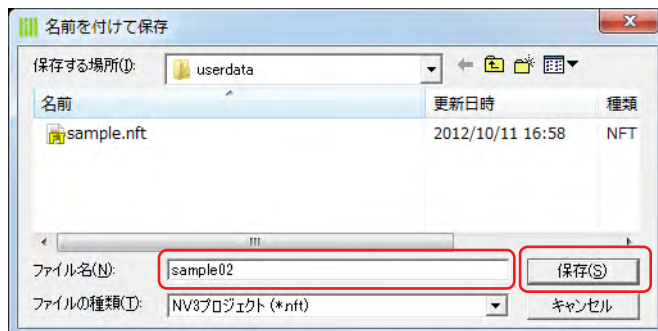 名前を付けて保存
保存する場所(I): userdata
名前 更新日時 種類
sample.nft 2012/10/11 16:58 NFT
ファイル名(N): sample02 保存(S)
ファイルの種類(T): NV3プロジェクト (*.nft) キャンセル